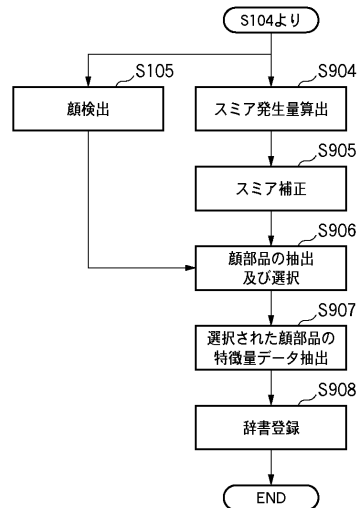 S104より
S105
顔検出
S904
スミア発生量算出
S905
スミア補正
S906
顔部品の抽出
及び選択
S907
選択された顔部品の
特徴量データ抽出
S908
辞書登録
END